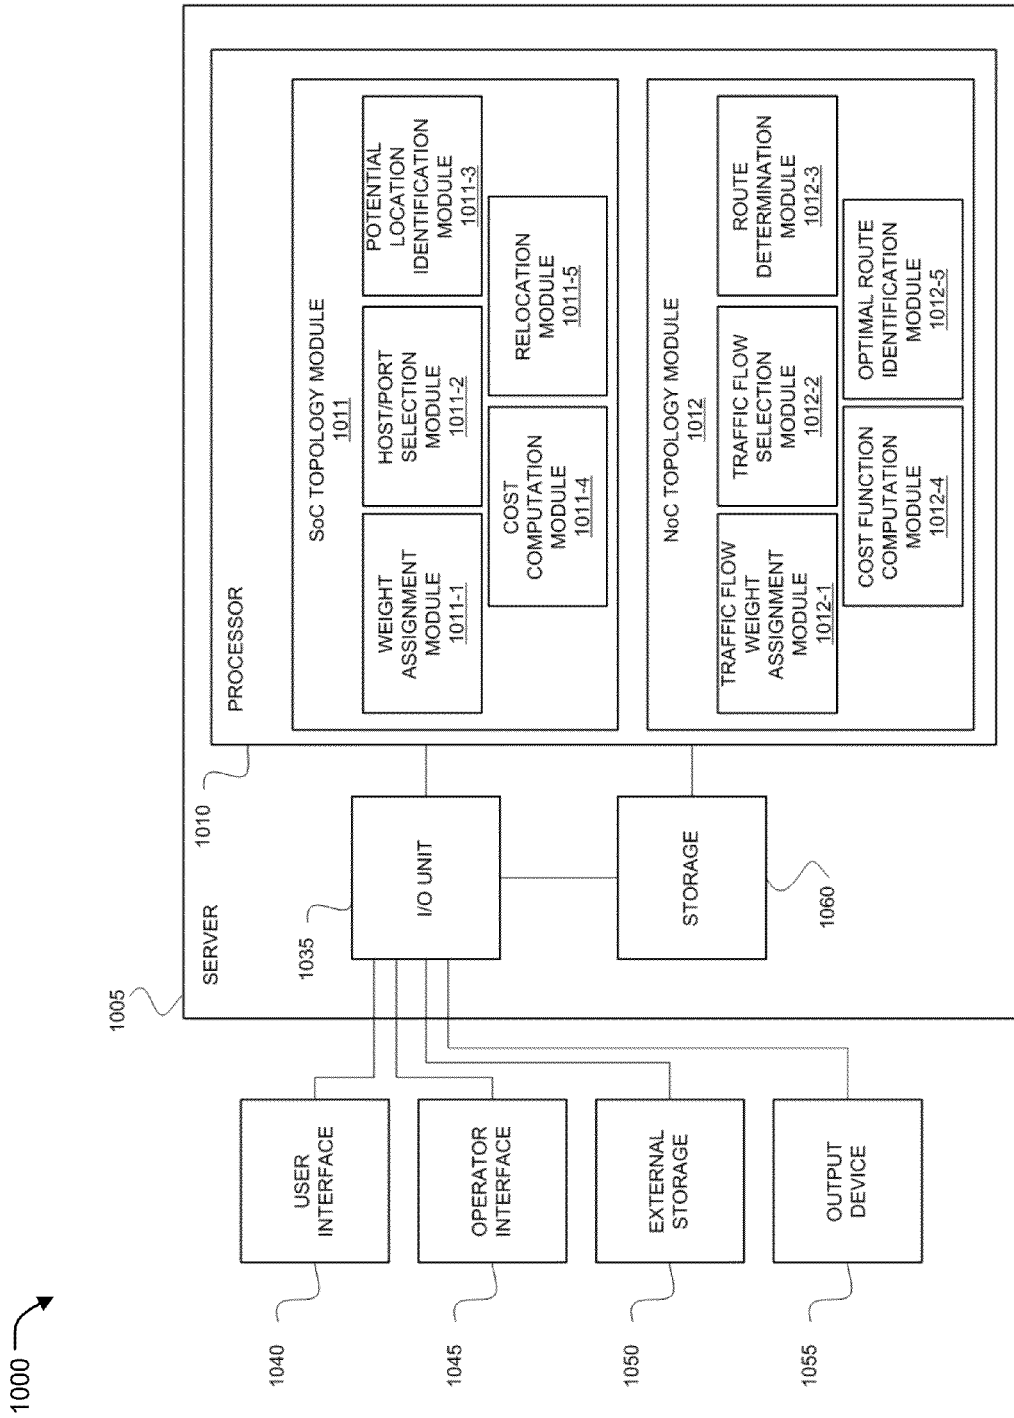 1000
1005
SERVER
1010
PROCESSOR
SoC TOPOLOGY MODULE
1011
WEIGHT
ASSIGNMENT
MODULE
1011-1
HOST/PORT
SELECTION
MODULE
1011-2
POTENTIAL
LOCATION
IDENTIFICATION
MODULE
1011-3
COST
COMPUTATION
MODULE
1011-4
RELOCATION
MODULE
1011-5
NoC TOPOLOGY MODULE
1012
TRAFFIC FLOW
WEIGHT
ASSIGNMENT
MODULE
1012-1
TRAFFIC FLOW
SELECTION
MODULE
1012-2
ROUTE
DETERMINATION
MODULE
1012-3
COST FUNCTION
COMPUTATION
MODULE
1012-4
OPTIMAL ROUTE
IDENTIFICATION
MODULE
1012-5
1035
I/O UNIT
STORAGE
1060
USER
INTERFACE
1040
OPERATOR
INTERFACE
1045
EXTERNAL
STORAGE
1050
OUTPUT
DEVICE
1055